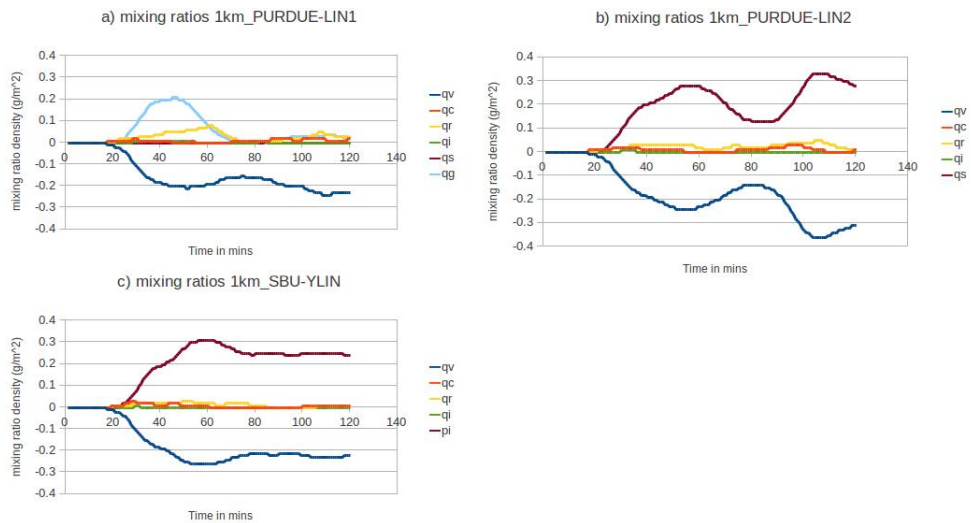 a) mixing ratios 1km_PURDUE-LIN1
mixing ratio density (g/m^2)
0.4
0.3
0.2
0.1
0
-0.1
-0.2
-0.3
-0.4
0 20 40 60 80 100 120 140
Time in mins
qv
qc
qr
qi
qs
qg
b) mixing ratios 1km_PURDUE-LIN2
mixing ratio density (g/m^2)
0.4
0.3
0.2
0.1
0
-0.1
-0.2
-0.3
-0.4
0 20 40 60 80 100 120 140
Time in mins
qv
qc
qr
qi
qs
c) mixing ratios 1km_SBU-YLIN
mixing ratio density (g/m^2)
0.4
0.3
0.2
0.1
0
-0.1
-0.2
-0.3
-0.4
0 20 40 60 80 100 120 140
Time in mins
qv
qc
qr
qi
pi